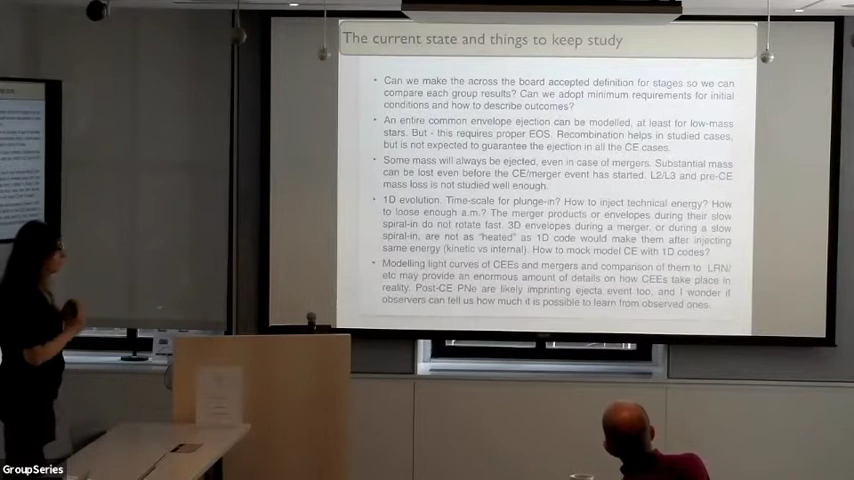 The current state and things to keep study
• Can we make the across the board accepted definition for stages so we can
compare each group results? Can we adopt minimum requirements for initial
conditions and how to describe outcomes?
• An entire common envelope ejection can be modelled, at least for low-mass
stars. But - this requires proper EOS. Recombination helps in studied cases,
but is not expected to guarantee the ejection in all the CE cases.
• Some mass will always be ejected, even in case of mergers. Substantial mass
can be lost even before the CE/merger event has started. L2/L3 and pre-CE
mass loss is not studied well enough.
• 1D evolution. Time-scale for plunge-in? How to inject technical energy? How
to loose enough a.m.? The merger products or envelopes during their slow
spiral-in do not rotate fast. 3D envelopes during a merger, or during a slow
spiral-in, are not as "heated" as 1D code would make them after injecting
same energy (kinetic vs internal). How to mock model CE with 1D codes?
• Modelling light curves of CEEs and mergers and comparison of them to LRN/
etc may provide an enormous amount of details on how CEEs take place in
reality. Post-CE PNe are likely imprinting ejecta event too, and I wonder if
observers can tell us how much it is possible to learn from observed ones.
GroupSeries